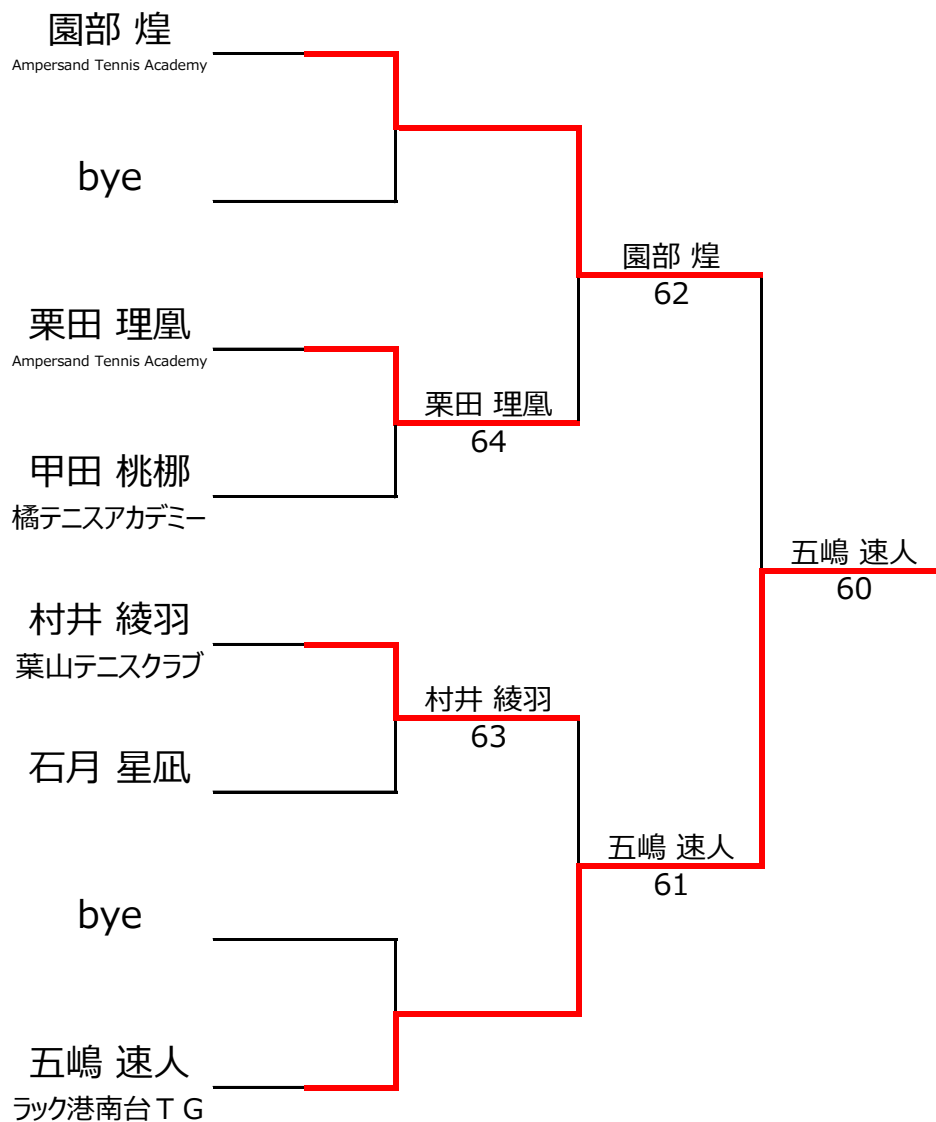 園部 煌
Ampersand Tennis Academy
bye
栗田 理凰
Ampersand Tennis Academy
甲田 桃梛
橘テニスアカデミー
村井 綾羽
葉山テニスクラブ
石月 星凪
bye
五嶋 速人
ラック港南台ＴＧ
栗田 理凰
64
村井 綾羽
63
園部 煌
62
五嶋 速人
61
五嶋 速人
60